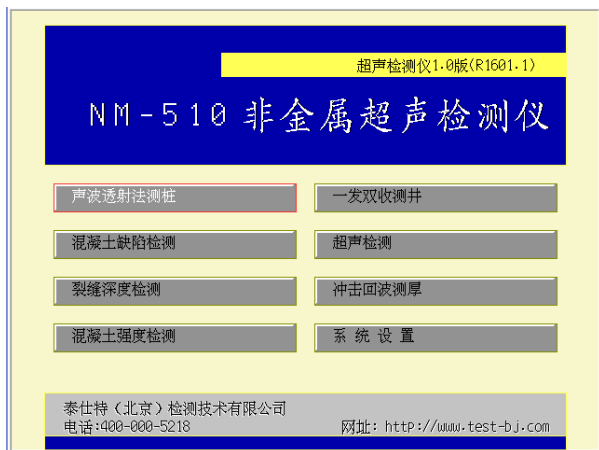 超声检测仪1.0版(R1601.1)
NM-510 非金属超声检测仪
声波透射法测桩
一发双收测井
混凝土缺陷检测
超声检测
裂缝深度检测
冲击回波测厚
混凝土强度检测
系 统 设 置
泰仕特（北京）检测技术有限公司
电话:400-000-5218
网址: http://www.test-bj.com